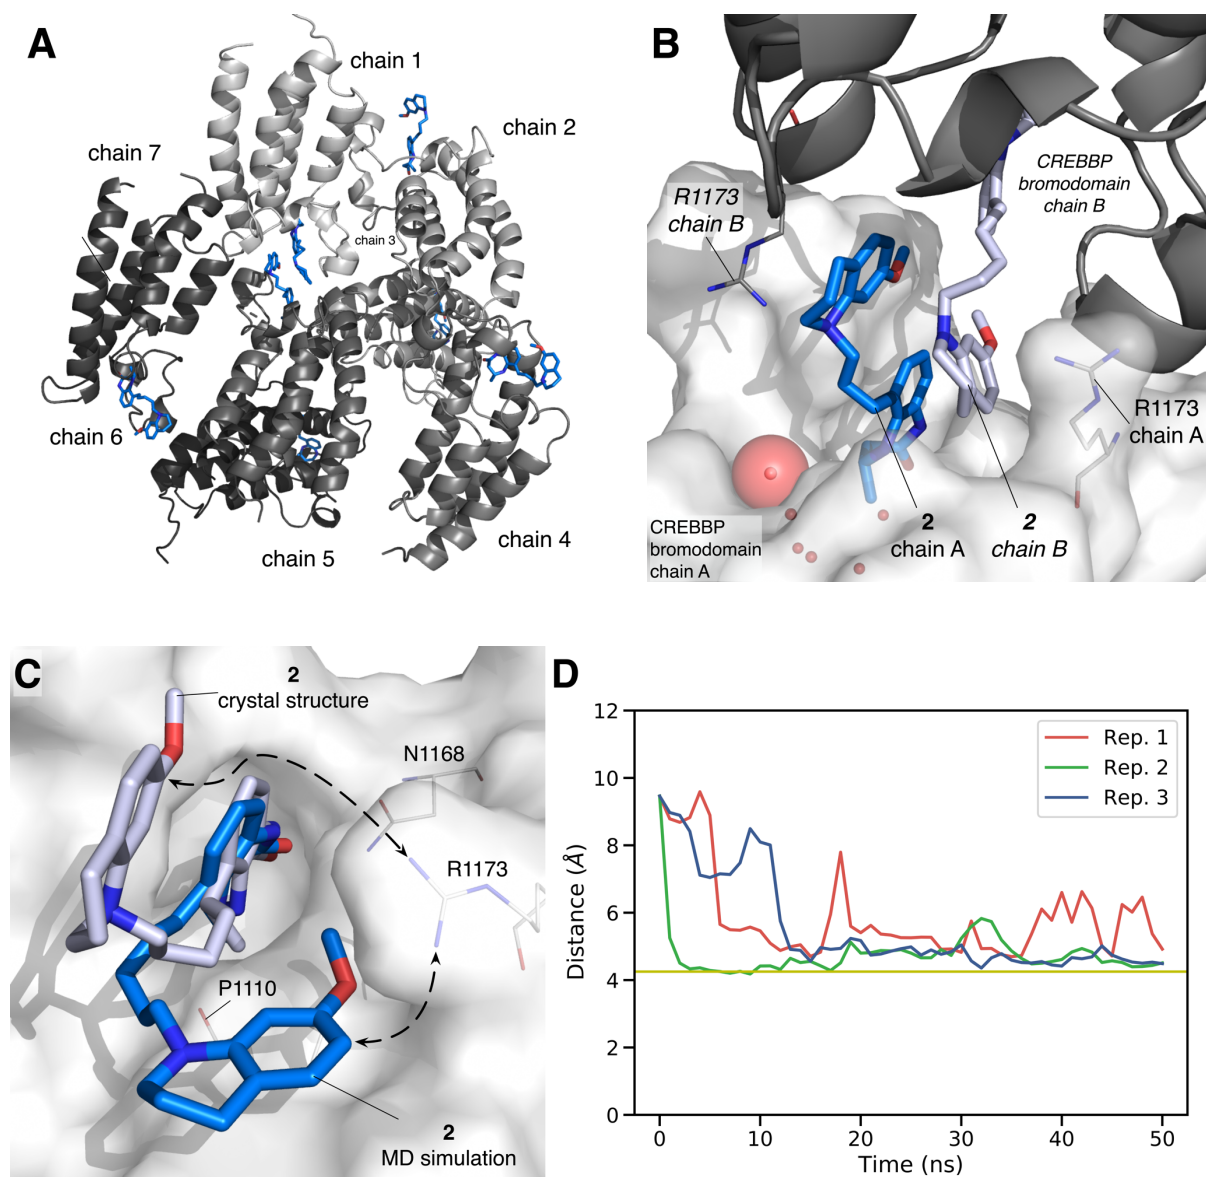 A
chain 1
chain 2
chain 7
chain 3
chain 6
chain 5
chain 4
B
CREBBP
bromodomain
chain B
R1173
chain B
R1173
chain A
2
chain A
2
chain B
CREBBP
bromodomain
chain A
C
2
crystal structure
N1168
R1173
P1110
2
MD simulation
D
12
10
8
6
4
2
0
Distance (Å)
Rep. 1
Rep. 2
Rep. 3
0 10 20 30 40 50
Time (ns)